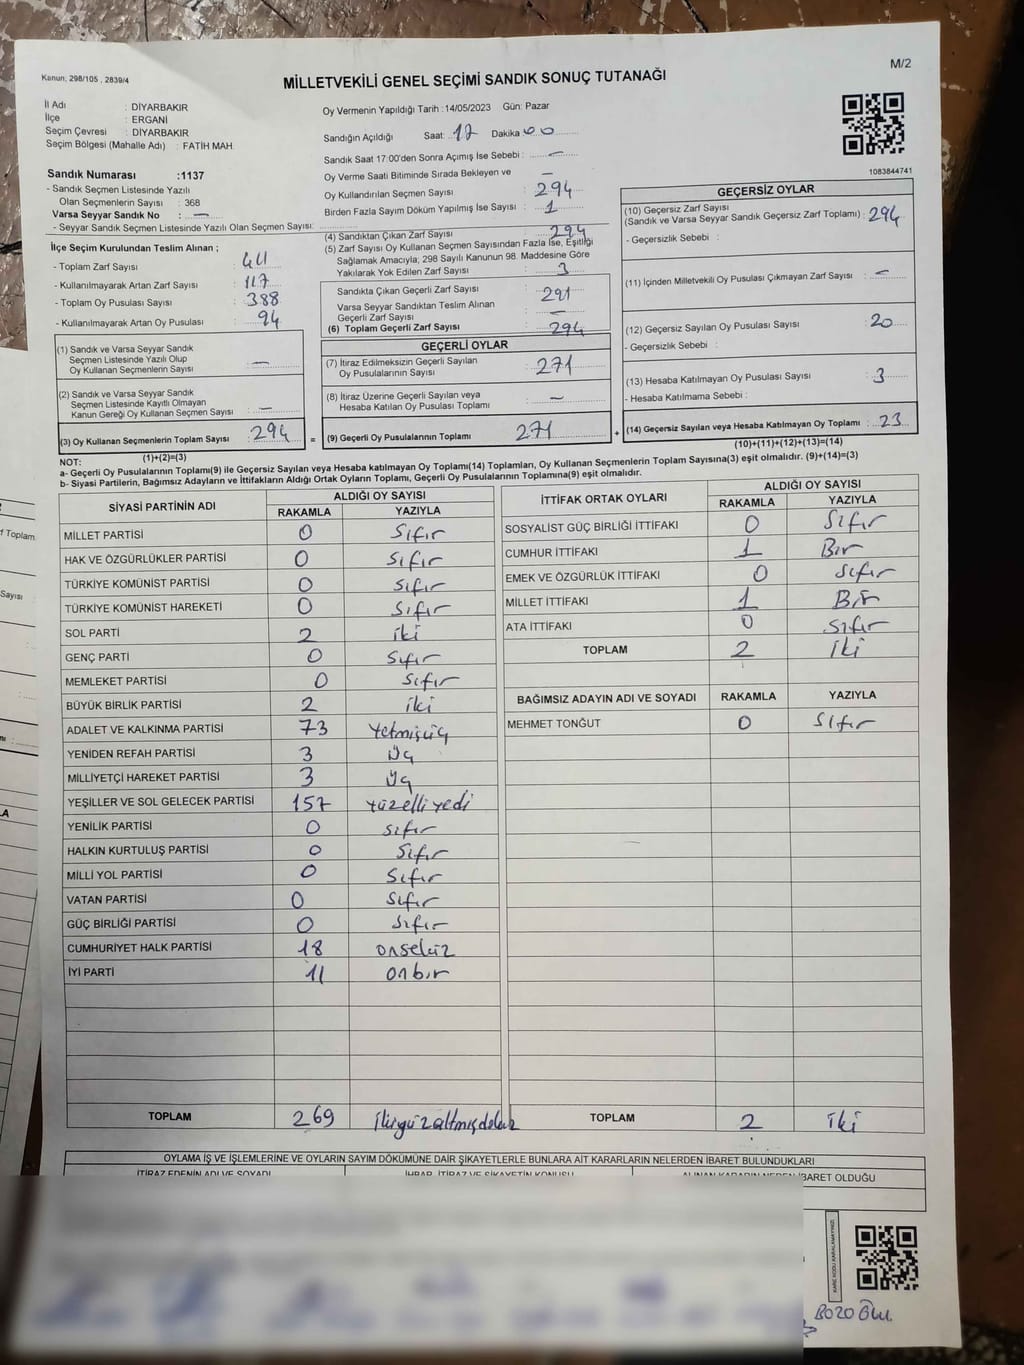 Kanun; 298/105 , 2839/4
M/2
MİLLETVEKİLİ GENEL SEÇİMİ SANDIK SONUÇ TUTANAĞI
İl Adı : DİYARBAKIR
İlçe : ERGANİ
Seçim Çevresi : DİYARBAKIR
Seçim Bölgesi (Mahalle Adı) : FATİH MAH.
Sandık Numarası :1137
- Sandık Seçmen Listesinde Yazılı
Olan Seçmenlerin Sayısı : 368
Varsa Seyyar Sandık No : —
- Seyyar Sandık Seçmen Listesinde Yazılı Olan Seçmen Sayısı:
Oy Vermenin Yapıldığı Tarih :14/05/2023 Gün: Pazar
Sandığın Açıldığı Saat: 17 Dakika 00
Sandık Saat 17:00'den Sonra Açımış İse Sebebi : —
Oy Verme Saati Bitiminde Sırada Bekleyen ve —
Oy Kullandırılan Seçmen Sayısı : 294
Birden Fazla Sayım Döküm Yapılmış İse Sayısı : 1
(4) Sandıktan Çıkan Zarf Sayısı : 294
(5) Zarf Sayısı Oy Kullanan Seçmen Sayısından Fazla İse, Eşitliği
Sağlamak Amacıyla; 298 Sayılı Kanunun 98. Maddesine Göre
Yakılarak Yok Edilen Zarf Sayısı : 3
1083844741
GEÇERSİZ OYLAR
(10) Geçersiz Zarf Sayısı
(Sandık ve Varsa Seyyar Sandık Geçersiz Zarf Toplamı) : 294
- Geçersizlik Sebebi :
(11) İçinden Milletvekili Oy Pusulası Çıkmayan Zarf Sayısı : —
(12) Geçersiz Sayılan Oy Pusulası Sayısı : 20
- Geçersizlik Sebebi :
(13) Hesaba Katılmayan Oy Pusulası Sayısı : 3
- Hesaba Katılmama Sebebi :
(14) Geçersiz Sayılan veya Hesaba Katılmayan Oy Toplamı : 23
(10)+(11)+(12)+(13)=(14)
İlçe Seçim Kurulundan Teslim Alınan ;
- Toplam Zarf Sayısı : 411
- Kullanılmayarak Artan Zarf Sayısı : 117
- Toplam Oy Pusulası Sayısı : 388
- Kullanılmayarak Artan Oy Pusulası : 94
Sandıkta Çıkan Geçerli Zarf Sayısı : 291
Varsa Seyyar Sandıktan Teslim Alınan
Geçerli Zarf Sayısı : —
(6) Toplam Geçerli Zarf Sayısı : 294
(1) Sandık ve Varsa Seyyar Sandık
Seçmen Listesinde Yazılı Olup
Oy Kullanan Seçmenlerin Sayısı : —
(2) Sandık ve Varsa Seyyar Sandık
Seçmen Listesinde Kayıtlı Olmayan
Kanun Gereği Oy Kullanan Seçmen Sayısı : —
(3) Oy Kullanan Seçmenlerin Toplam Sayısı : 294
(1)+(2)=(3)
GEÇERLİ OYLAR
(7) İtiraz Edilmeksizin Geçerli Sayılan
Oy Pusulalarının Sayısı : 271
(8) İtiraz Üzerine Geçerli Sayılan veya
Hesaba Katılan Oy Pusulası Toplamı : —
= (9) Geçerli Oy Pusulalarının Toplamı 271 +
NOT:
a- Geçerli Oy Pusulalarının Toplamı(9) ile Geçersiz Sayılan veya Hesaba katılmayan Oy Toplamı(14) Toplamları, Oy Kullanan Seçmenlerin Toplam Sayısına(3) eşit olmalıdır. (9)+(14)=(3)
b- Siyasi Partilerin, Bağımsız Adayların ve İttifakların Aldığı Ortak Oyların Toplamı, Geçerli Oy Pusulalarının Toplamına(9) eşit olmalıdır.
SİYASİ PARTİNİN ADI ALDIĞI OY SAYISI
RAKAMLA YAZIYLA
MİLLET PARTİSİ 0 Sıfır
HAK VE ÖZGÜRLÜKLER PARTİSİ 0 Sıfır
TÜRKİYE KOMÜNİST PARTİSİ 0 Sıfır
TÜRKİYE KOMÜNİST HAREKETİ 0 Sıfır
SOL PARTİ 2 iki
GENÇ PARTİ 0 Sıfır
MEMLEKET PARTİSİ 0 Sıfır
BÜYÜK BİRLİK PARTİSİ 2 iki
ADALET VE KALKINMA PARTİSİ 73 Yetmişüç
YENİDEN REFAH PARTİSİ 3 Üç
MİLLİYETÇİ HAREKET PARTİSİ 3 Üç
YEŞİLLER VE SOL GELECEK PARTİSİ 157 Yüzelliyedi
YENİLİK PARTİSİ 0 sıfır
HALKIN KURTULUŞ PARTİSİ 0 Sıfır
MİLLİ YOL PARTİSİ 0 Sıfır
VATAN PARTİSİ 0 Sıfır
GÜÇ BİRLİĞİ PARTİSİ 0 Sıfır
CUMHURİYET HALK PARTİSİ 18 onsekiz
İYİ PARTİ 11 onbir
TOPLAM 269 ikiyüzaltmışdokuz
İTTİFAK ORTAK OYLARI ALDIĞI OY SAYISI
RAKAMLA YAZIYLA
SOSYALİST GÜÇ BİRLİĞİ İTTİFAKI 0 Sıfır
CUMHUR İTTİFAKI 1 Bir
EMEK VE ÖZGÜRLÜK İTTİFAKI 0 sıfır
MİLLET İTTİFAKI 1 Bir
ATA İTTİFAKI 0 sıfır
TOPLAM 2 iki
BAĞIMSIZ ADAYIN ADI VE SOYADI RAKAMLA YAZIYLA
MEHMET TONĞUT 0 Sıfır
TOPLAM 2 iki
OYLAMA İŞ VE İŞLEMLERİNE VE OYLARIN SAYIM DÖKÜMÜNE DAİR ŞİKAYETLERLE BUNLARA AİT KARARLARIN NELERDEN İBARET BULUNDUKLARI
İTİRAZ EDENİN ADI VE SOYADI İHBAR, İTİRAZ VE ŞİKAYETİN KONUSU ALINAN KARARIN NEDEN İBARET OLDUĞU
KARE KODU KARALAMAYINIZ!